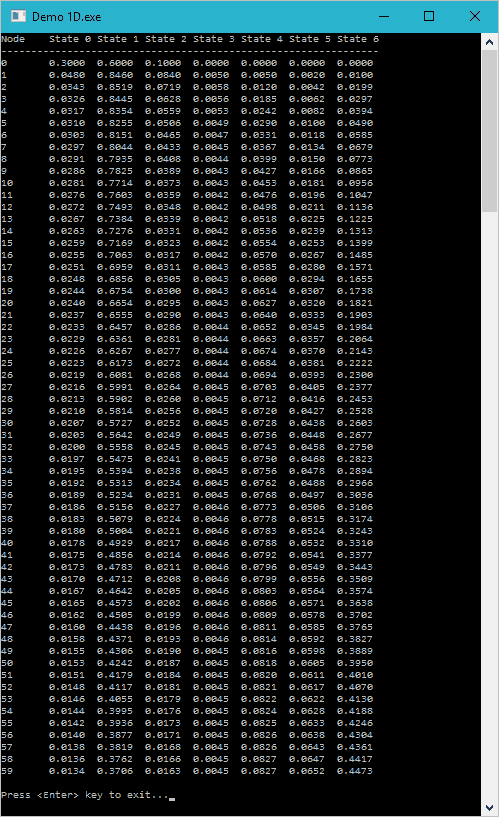 Demo 1D.exe
Node State 0 State 1 State 2 State 3 State 4 State 5 State 6
------------------------------------------------------------------------------
0 0.3000 0.6000 0.1000 0.0000 0.0000 0.0000 0.0000
1 0.0480 0.8460 0.0840 0.0050 0.0050 0.0020 0.0100
2 0.0343 0.8519 0.0719 0.0058 0.0120 0.0042 0.0199
3 0.0326 0.8445 0.0628 0.0056 0.0185 0.0062 0.0297
4 0.0317 0.8354 0.0559 0.0053 0.0242 0.0082 0.0394
5 0.0310 0.8255 0.0506 0.0049 0.0290 0.0100 0.0490
6 0.0303 0.8151 0.0465 0.0047 0.0331 0.0118 0.0585
7 0.0297 0.8044 0.0433 0.0045 0.0367 0.0134 0.0679
8 0.0291 0.7935 0.0408 0.0044 0.0399 0.0150 0.0773
9 0.0286 0.7825 0.0389 0.0043 0.0427 0.0166 0.0865
10 0.0281 0.7714 0.0373 0.0043 0.0453 0.0181 0.0956
11 0.0276 0.7603 0.0359 0.0042 0.0476 0.0196 0.1047
12 0.0272 0.7493 0.0348 0.0042 0.0498 0.0211 0.1136
13 0.0267 0.7384 0.0339 0.0042 0.0518 0.0225 0.1225
14 0.0263 0.7276 0.0331 0.0042 0.0536 0.0239 0.1313
15 0.0259 0.7169 0.0323 0.0042 0.0554 0.0253 0.1399
16 0.0255 0.7063 0.0317 0.0042 0.0570 0.0267 0.1485
17 0.0251 0.6959 0.0311 0.0043 0.0585 0.0280 0.1571
18 0.0248 0.6856 0.0305 0.0043 0.0600 0.0294 0.1655
19 0.0244 0.6754 0.0300 0.0043 0.0614 0.0307 0.1738
20 0.0240 0.6654 0.0295 0.0043 0.0627 0.0320 0.1821
21 0.0237 0.6555 0.0290 0.0043 0.0640 0.0333 0.1903
22 0.0233 0.6457 0.0286 0.0044 0.0652 0.0345 0.1984
23 0.0229 0.6361 0.0281 0.0044 0.0663 0.0357 0.2064
24 0.0226 0.6267 0.0277 0.0044 0.0674 0.0370 0.2143
25 0.0223 0.6173 0.0272 0.0044 0.0684 0.0381 0.2222
26 0.0219 0.6081 0.0268 0.0044 0.0694 0.0393 0.2300
27 0.0216 0.5991 0.0264 0.0045 0.0703 0.0405 0.2377
28 0.0213 0.5902 0.0260 0.0045 0.0712 0.0416 0.2453
29 0.0210 0.5814 0.0256 0.0045 0.0720 0.0427 0.2528
30 0.0207 0.5727 0.0252 0.0045 0.0728 0.0438 0.2603
31 0.0203 0.5642 0.0249 0.0045 0.0736 0.0448 0.2677
32 0.0200 0.5558 0.0245 0.0045 0.0743 0.0458 0.2750
33 0.0197 0.5475 0.0241 0.0045 0.0750 0.0468 0.2823
34 0.0195 0.5394 0.0238 0.0045 0.0756 0.0478 0.2894
35 0.0192 0.5313 0.0234 0.0045 0.0762 0.0488 0.2966
36 0.0189 0.5234 0.0231 0.0045 0.0768 0.0497 0.3036
37 0.0186 0.5156 0.0227 0.0046 0.0773 0.0506 0.3106
38 0.0183 0.5079 0.0224 0.0046 0.0778 0.0515 0.3174
39 0.0180 0.5004 0.0221 0.0046 0.0783 0.0524 0.3243
40 0.0178 0.4929 0.0217 0.0046 0.0788 0.0532 0.3310
41 0.0175 0.4856 0.0214 0.0046 0.0792 0.0541 0.3377
42 0.0173 0.4783 0.0211 0.0046 0.0796 0.0549 0.3443
43 0.0170 0.4712 0.0208 0.0046 0.0799 0.0556 0.3509
44 0.0167 0.4642 0.0205 0.0046 0.0803 0.0564 0.3574
45 0.0165 0.4573 0.0202 0.0046 0.0806 0.0571 0.3638
46 0.0162 0.4505 0.0199 0.0046 0.0809 0.0578 0.3702
47 0.0160 0.4438 0.0196 0.0046 0.0811 0.0585 0.3765
48 0.0158 0.4371 0.0193 0.0046 0.0814 0.0592 0.3827
49 0.0155 0.4306 0.0190 0.0045 0.0816 0.0598 0.3889
50 0.0153 0.4242 0.0187 0.0045 0.0818 0.0605 0.3950
51 0.0151 0.4179 0.0184 0.0045 0.0820 0.0611 0.4010
52 0.0148 0.4117 0.0181 0.0045 0.0821 0.0617 0.4070
53 0.0146 0.4055 0.0179 0.0045 0.0822 0.0622 0.4130
54 0.0144 0.3995 0.0176 0.0045 0.0824 0.0628 0.4188
55 0.0142 0.3936 0.0173 0.0045 0.0825 0.0633 0.4246
56 0.0140 0.3877 0.0171 0.0045 0.0826 0.0638 0.4304
57 0.0138 0.3819 0.0168 0.0045 0.0826 0.0643 0.4361
58 0.0136 0.3762 0.0166 0.0045 0.0827 0.0647 0.4417
59 0.0134 0.3706 0.0163 0.0045 0.0827 0.0652 0.4473
Press <Enter> key to exit..._